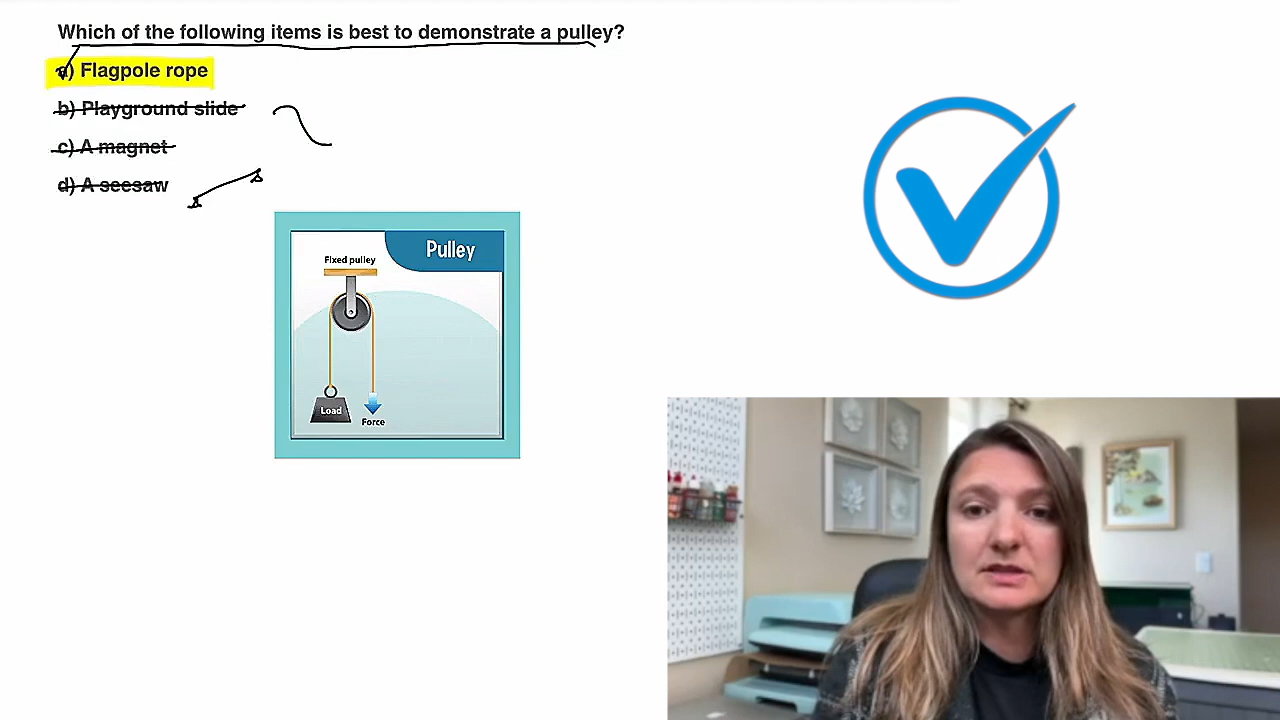 Which of the following items is best to demonstrate a pulley?
a) Flagpole rope
b) Playground slide
c) A magnet
d) A seesaw
Pulley
Fixed pulley
Load
Force